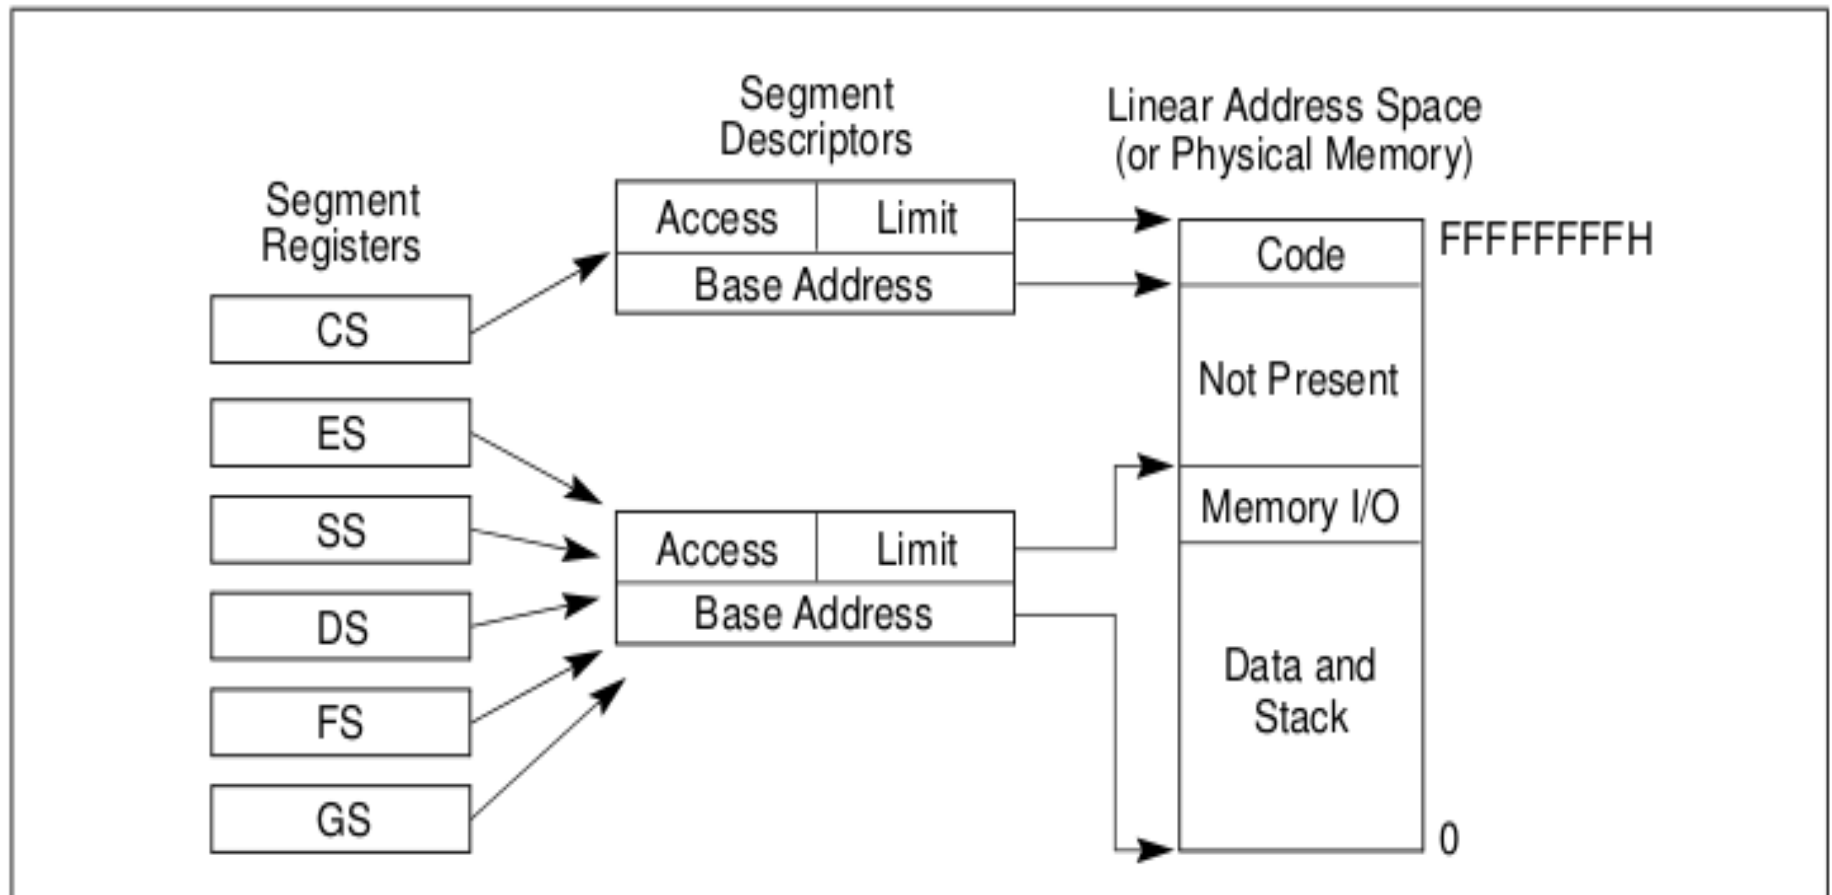 Segment
Descriptors
Linear Address Space
(or Physical Memory)
Segment
Registers
Access
Limit
Base Address
CS
ES
SS
DS
FS
GS
Access
Limit
Base Address
Code
FFFFFFFFH
Not Present
Memory I/O
Data and
Stack
0